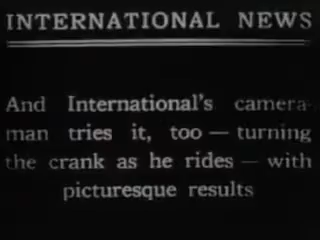 INTERNATIONAL NEWS
And International's camera-
man tries it, too — turning
the crank as he rides — with
picturesque results